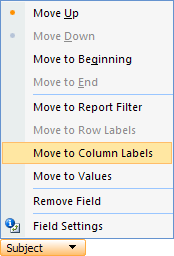 Move Up
Move Down
Move to Beginning
Move to End
Move to Report Filter
Move to Row Labels
Move to Column Labels
Move to Values
Remove Field
Field Settings
Subject